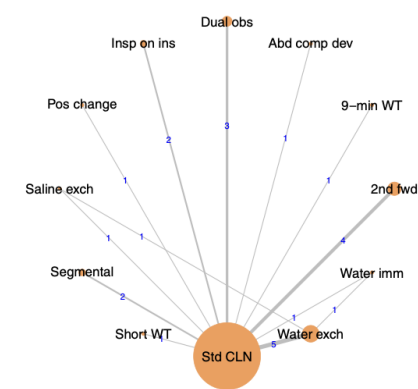 Dual obs
Insp on ins
Abd comp dev
Pos change
9-min WT
3
2
1
1
1
Saline exch
2nd fwd
1
1
4
Segmental
Water imm
2
1
1
Short WT
1
Water exch
5
Std CLN